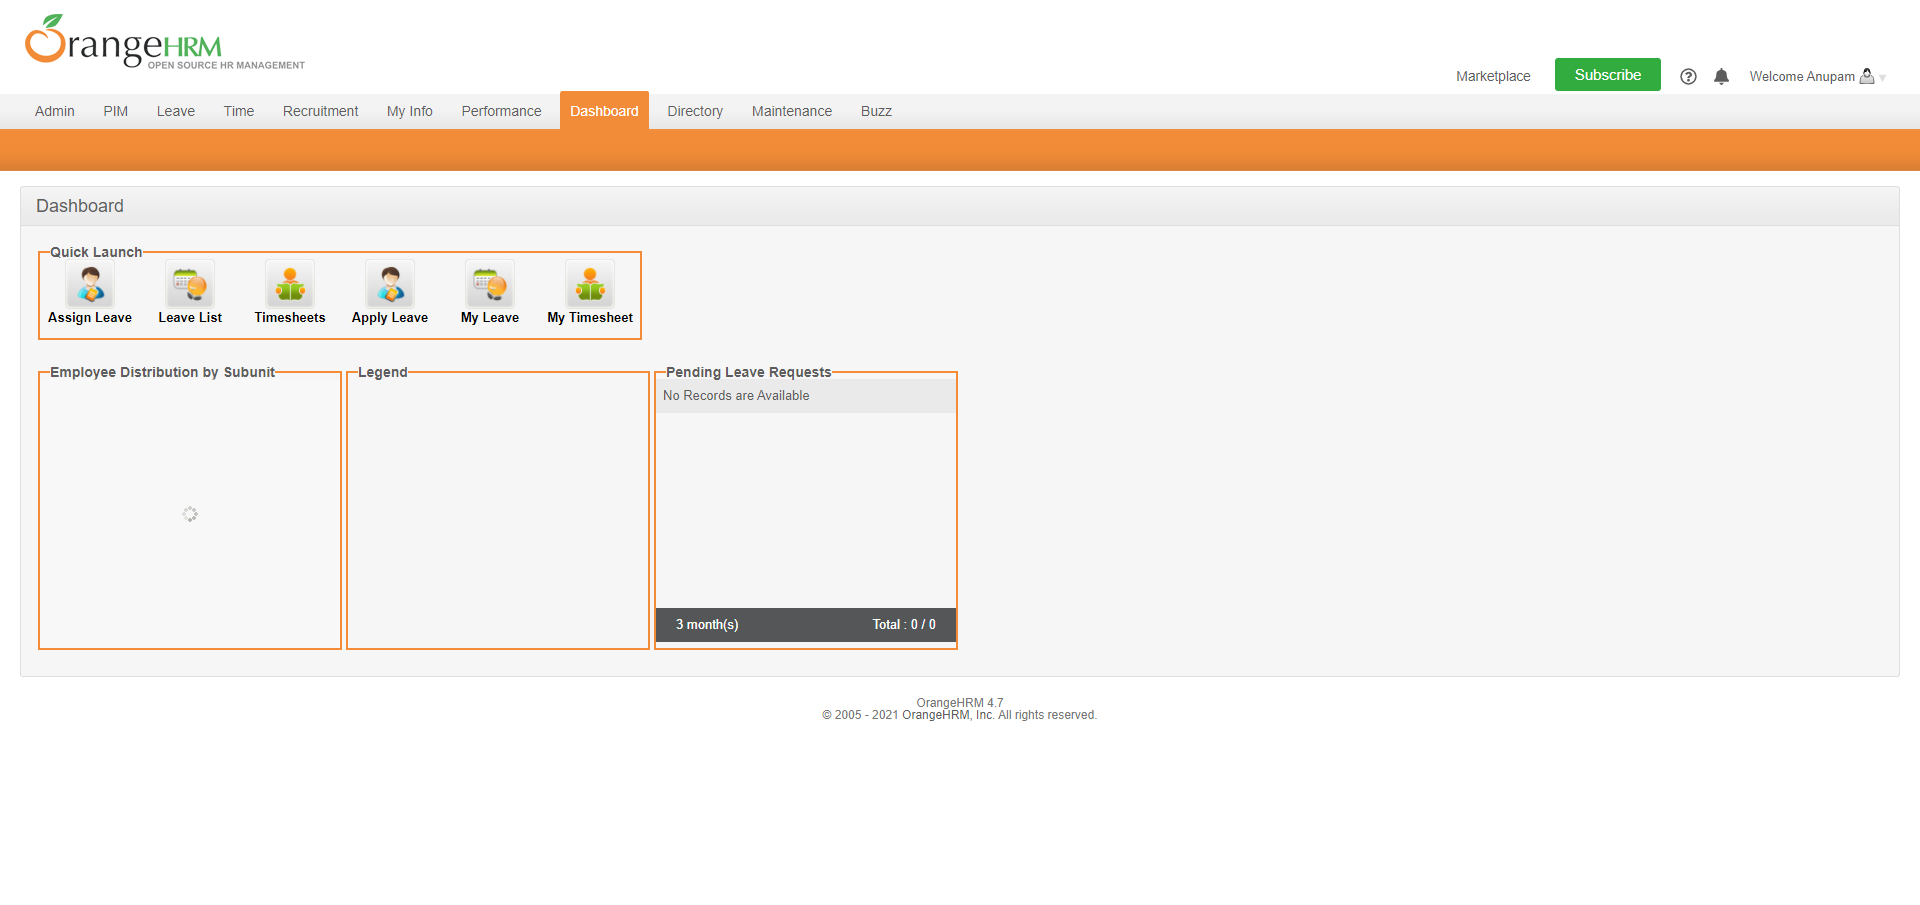 OrangeHRM
OPEN SOURCE HR MANAGEMENT
Marketplace Subscribe Welcome Anupam
Admin PIM Leave Time Recruitment My Info Performance Dashboard Directory Maintenance Buzz
Dashboard
Quick Launch
Assign Leave Leave List Timesheets Apply Leave My Leave My Timesheet
Employee Distribution by Subunit Legend Pending Leave Requests
No Records are Available
3 month(s) Total : 0 / 0
OrangeHRM 4.7
© 2005 - 2021 OrangeHRM, Inc. All rights reserved.